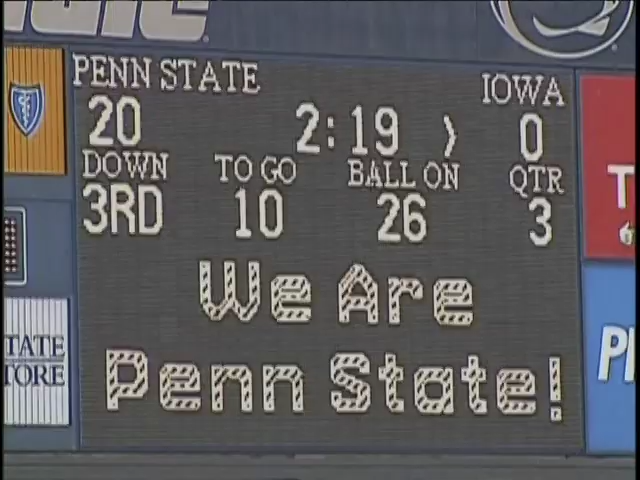 PENN STATE IOWA
20 2:19 〉 0
DOWN TO GO BALL ON QTR
3RD 10 26 3
We Are
Penn State!
TATE
TORE